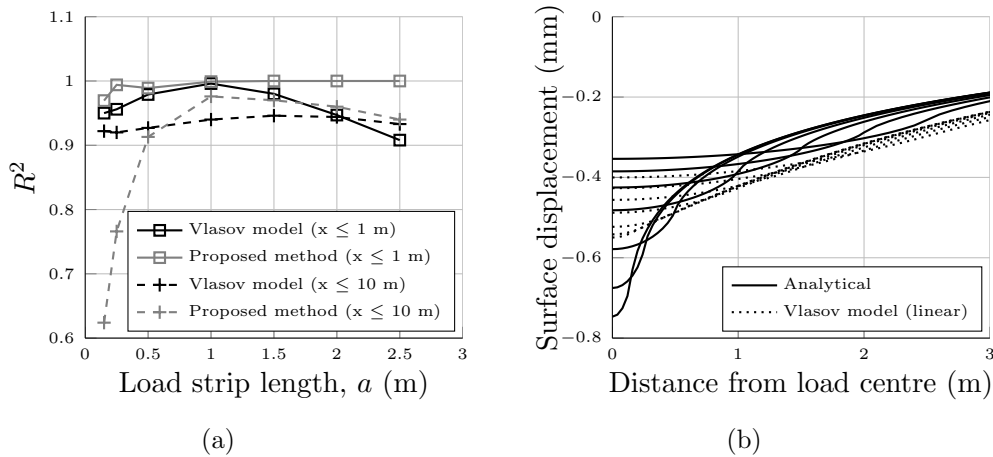 1.1
1
0.9
0.8
0.7
0.6
R²
0 0.5 1 1.5 2 2.5 3
Load strip length, a (m)
Vlasov model (x ≤ 1 m)
Proposed method (x ≤ 1 m)
Vlasov model (x ≤ 10 m)
Proposed method (x ≤ 10 m)
(a)
0
−0.2
−0.4
−0.6
−0.8
Surface displacement (mm)
0 1 2 3
Distance from load centre (m)
Analytical
Vlasov model (linear)
(b)